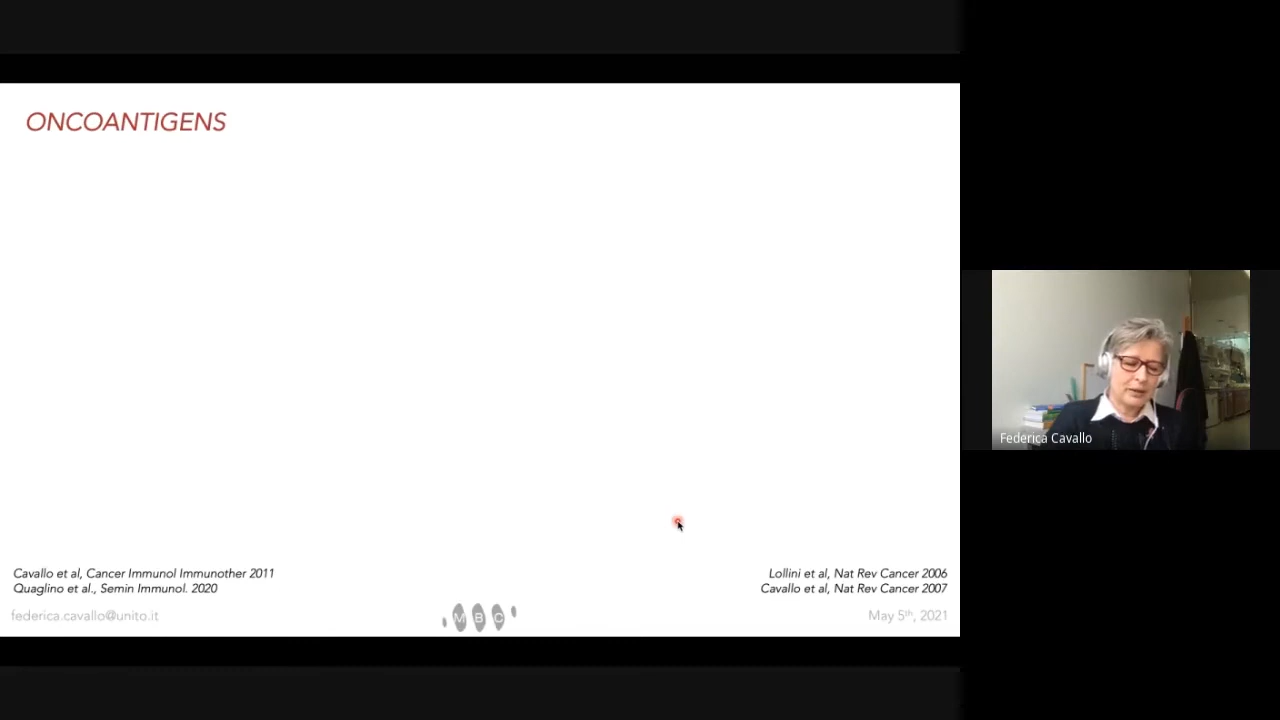 ONCOANTIGENS
Federica Cavallo
Cavallo et al, Cancer Immunol Immunother 2011
Quaglino et al., Semin Immunol. 2020
Lollini et al, Nat Rev Cancer 2006
Cavallo et al, Nat Rev Cancer 2007
federica.cavallo@unito.it
MBC
May 5th, 2021